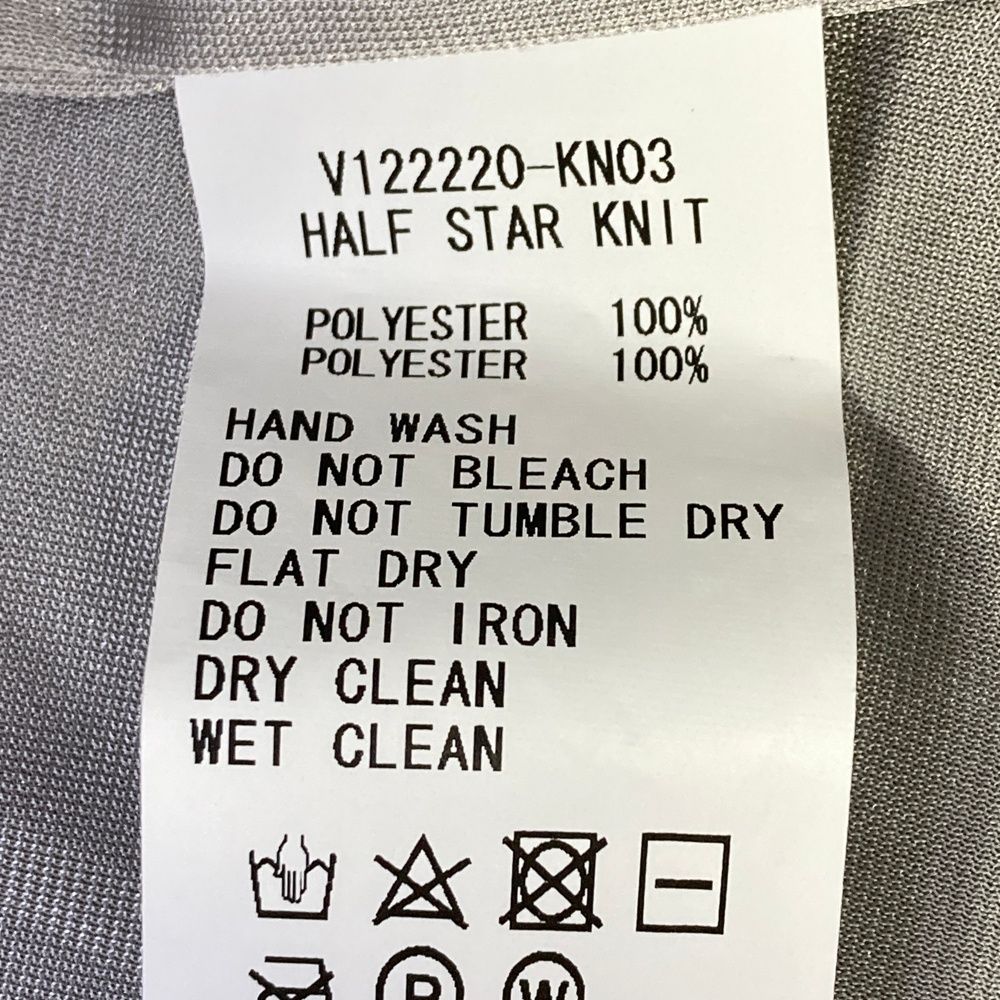 V122220-KN03
HALF STAR KNIT
POLYESTER 100%
POLYESTER 100%
HAND WASH
DO NOT BLEACH
DO NOT TUMBLE DRY
FLAT DRY
DO NOT IRON
DRY CLEAN
WET CLEAN
P W